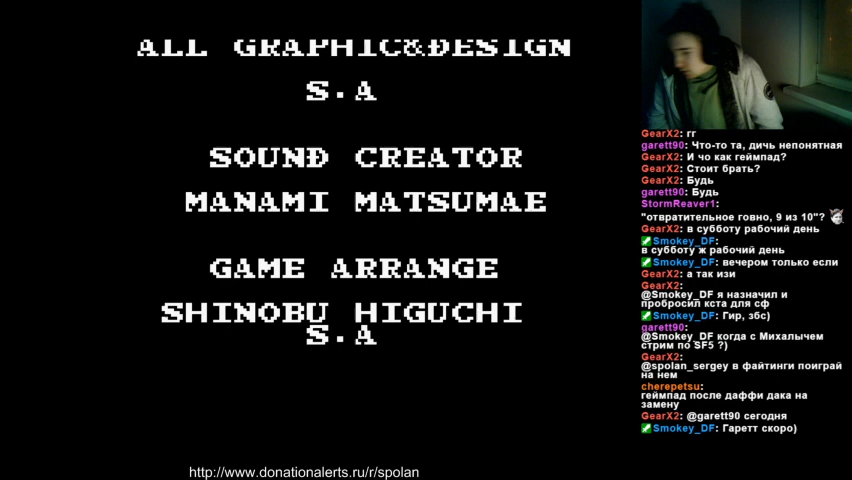 ALL GRAPHIC&DESIGN
S.A
SOUND CREATOR
MANAMI MATSUMAE
GAME ARRANGE
SHINOBU HIGUCHI
S.A
http://www.donationalerts.ru/r/spolan
GearX2: гг
garett90: Что-то та, дичь непонятная
GearX2: И чо как геймпад?
GearX2: Стоит брать?
GearX2: Будь
garett90: Будь
StormReaver1:
"отвратительное говно, 9 из 10"?
GearX2: в субботу рабочий день
Smokey_DF:
в субботу ж рабочий день
Smokey_DF: вечером только если
GearX2: а так изи
GearX2:
@Smokey_DF я назначил и
пробросил кста для сф
Smokey_DF: Гир, збс)
garett90:
@Smokey_DF когда с Михалычем
стрим по SF5 ?)
GearX2:
@spolan_sergey в файтинги поиграй
на нем
cherepetsu:
геймпад после даффи дака на
замену
GearX2: @garett90 сегодня
Smokey_DF: Гаретт скоро)